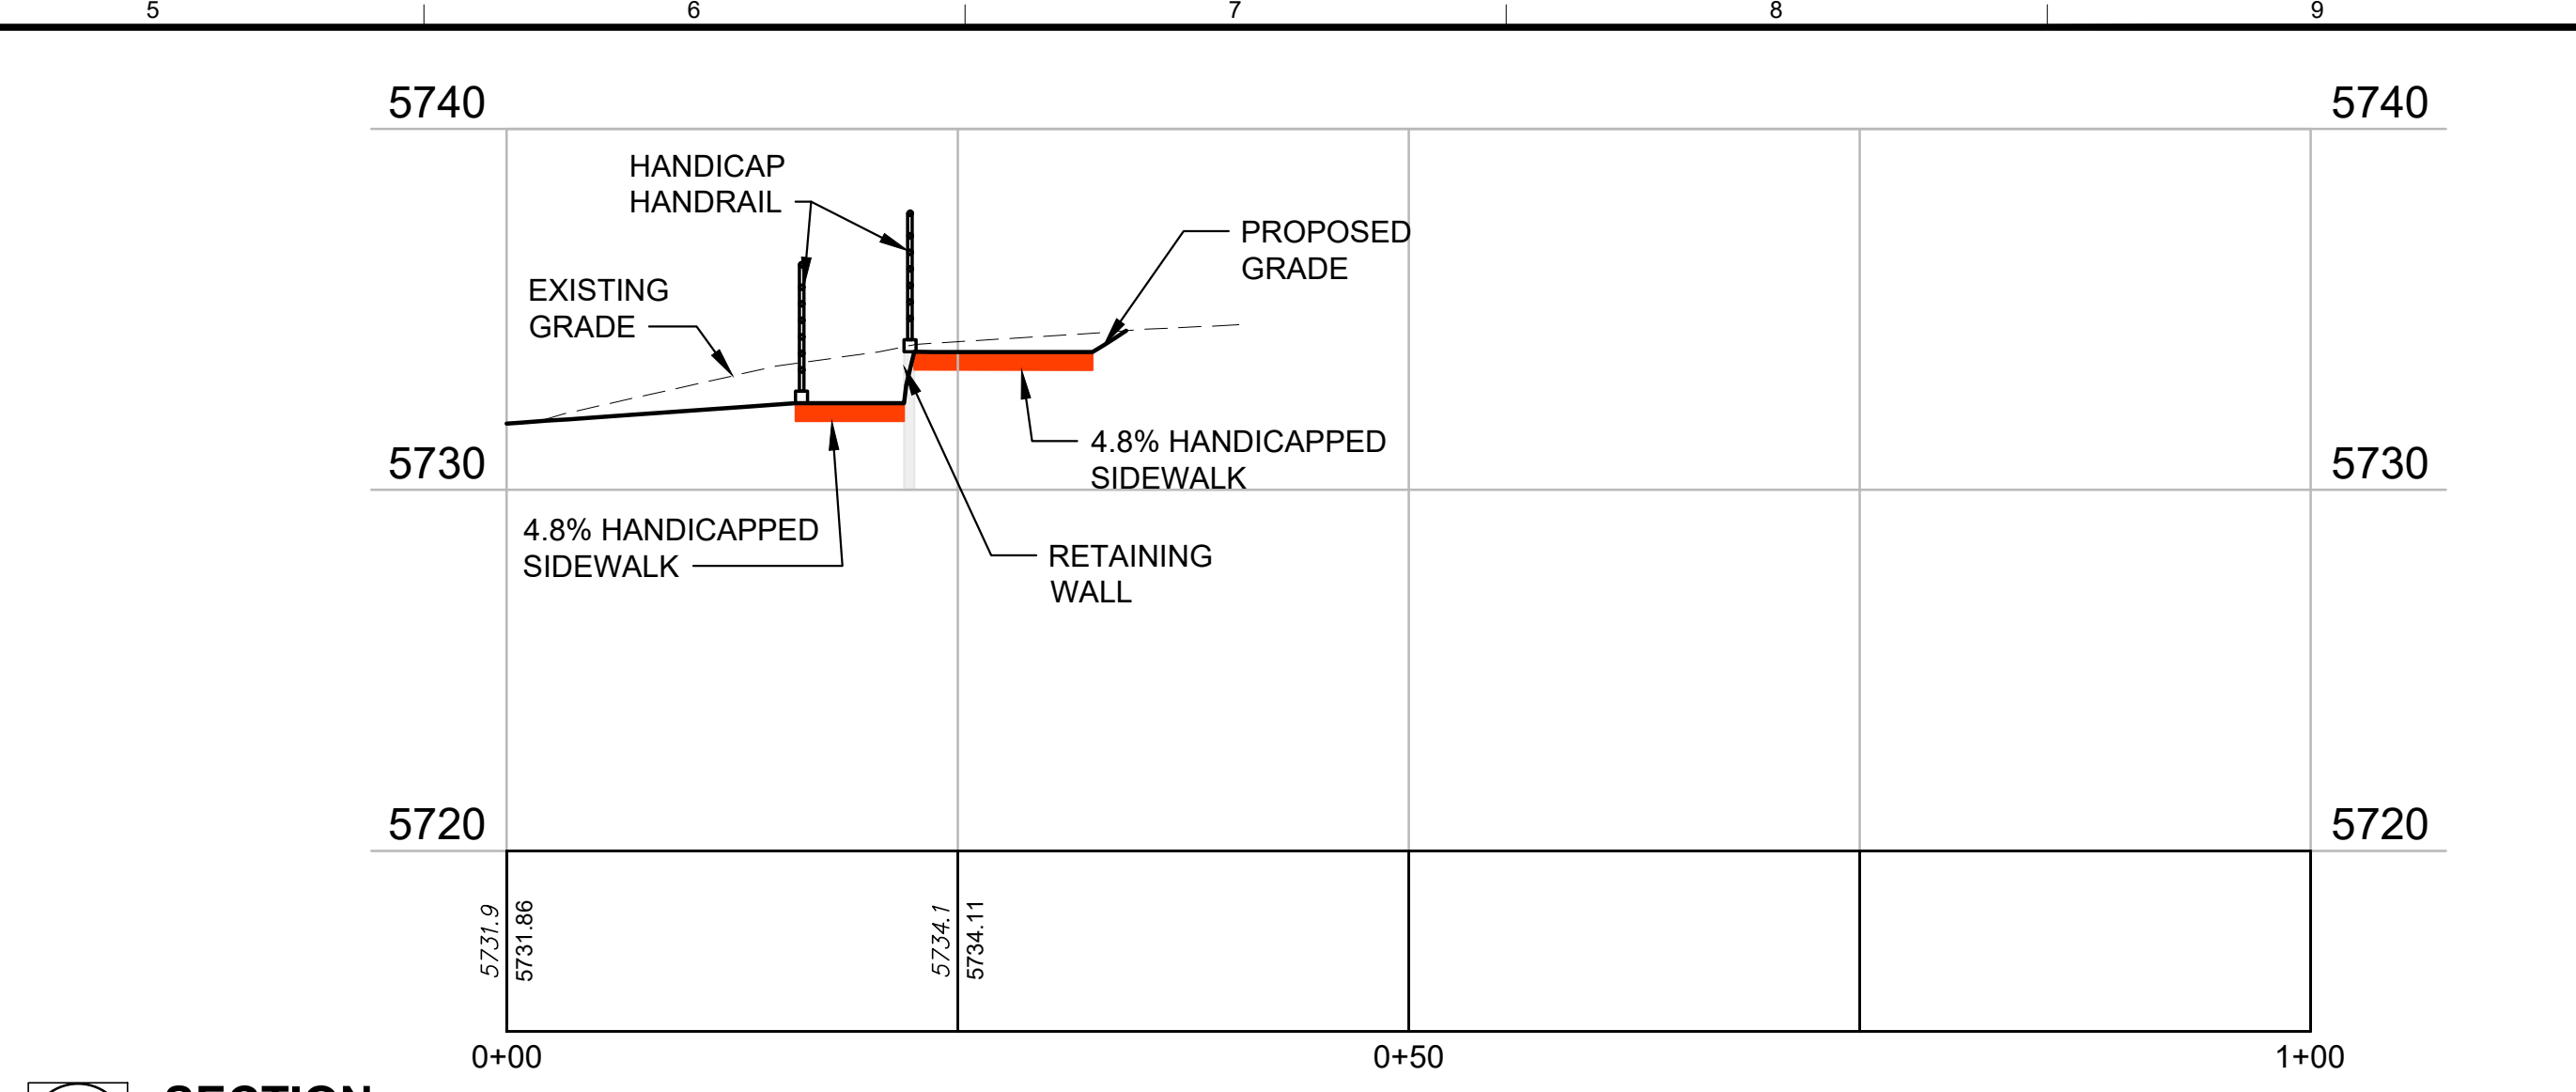 5 6 7 8 9
5740 5740
HANDICAP
HANDRAIL
PROPOSED
GRADE
EXISTING
GRADE
4.8% HANDICAPPED
SIDEWALK
5730 5730
4.8% HANDICAPPED
SIDEWALK
RETAINING
WALL
5720 5720
5731.9
5731.86
5734.1
5734.11
0+00 0+50 1+00
SECTION